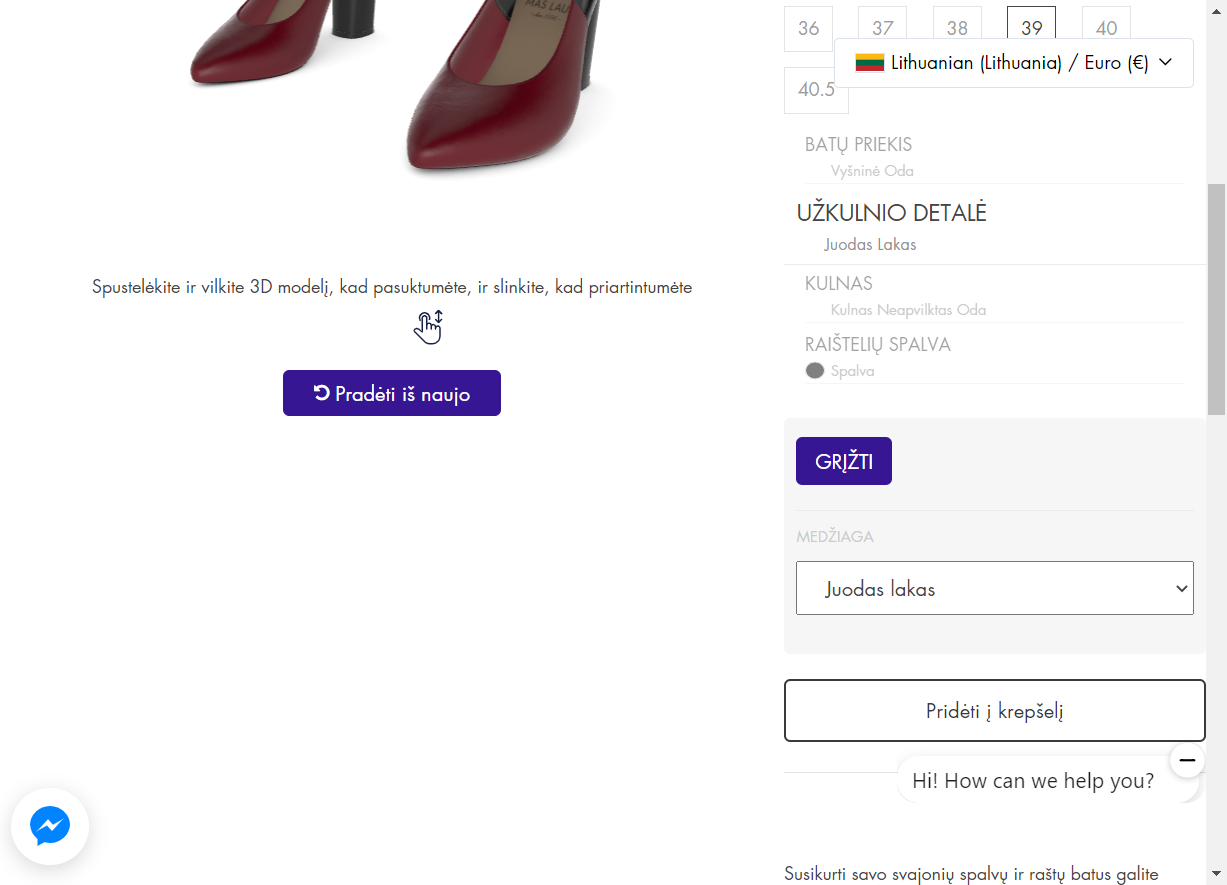 MAS LAU
36
37
38
39
40
Lithuanian (Lithuania) / Euro (€)
40.5
BATŲ PRIEKIS
Vyšninė Oda
UŽKULNIO DETALĖ
Juodas Lakas
KULNAS
Kulnas Neapvilktas Oda
RAIŠTELIŲ SPALVA
Spalva
Spustelėkite ir vilkite 3D modelį, kad pasuktumėte, ir slinkite, kad priartintumėte
Pradėti iš naujo
GRĮŽTI
MEDŽIAGA
Juodas lakas
Pridėti į krepšelį
Hi! How can we help you?
Susikurti savo svajonių spalvų ir raštų batus galite